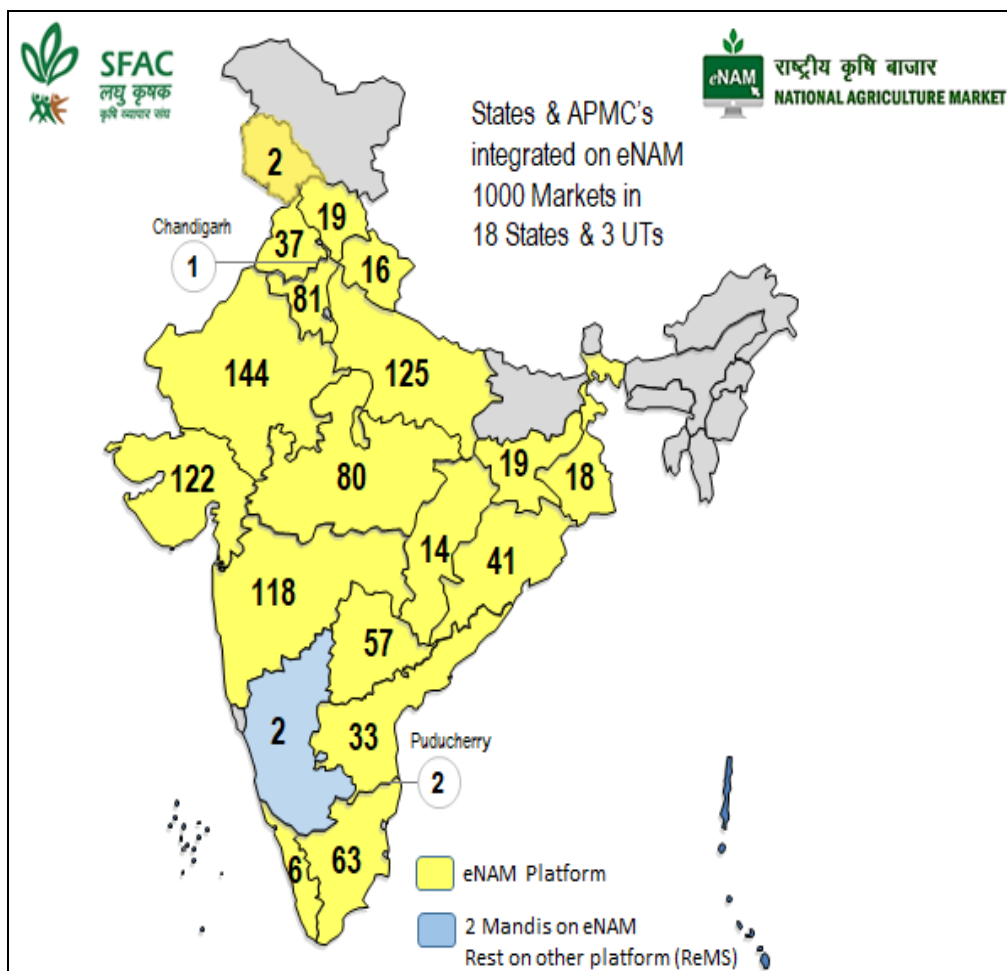 SFAC
लघु कृषक
कृषि व्यापार संघ
eNAM
राष्ट्रीय कृषि बाजार
NATIONAL AGRICULTURE MARKET
States & APMC's
integrated on eNAM
1000 Markets in
18 States & 3 UTs
2
19
Chandigarh
37
1
16
81
144
125
122
80
19
18
14
41
118
57
2
33
Puducherry
2
6
63
eNAM Platform
2 Mandis on eNAM
Rest on other platform (ReMS)